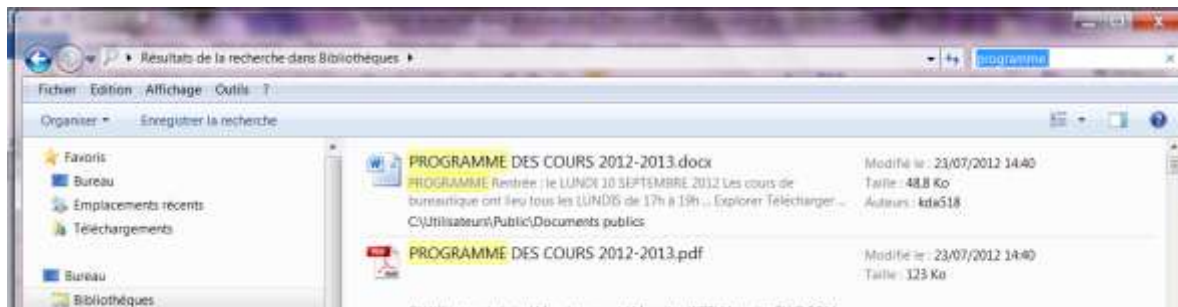 Résultats de la recherche dans Bibliothèques
programme
Fichier Edition Affichage Outils ?
Organiser Enregistrer la recherche
Favoris
Bureau
Emplacements récents
Téléchargements
Bureau
Bibliothèques
PROGRAMME DES COURS 2012-2013.docx
PROGRAMME Rentrée : le LUNDI 10 SEPTEMBRE 2012 Les cours de
bureautique ont lieu tous les LUNDIS de 17h à 19h ... Explorer Télécharger ...
C:\Utilisateurs\Public\Documents publics
Modifié le : 23/07/2012 14:40
Taille : 48,8 Ko
Auteurs : kda518
PROGRAMME DES COURS 2012-2013.pdf
Modifié le : 23/07/2012 14:40
Taille : 123 Ko